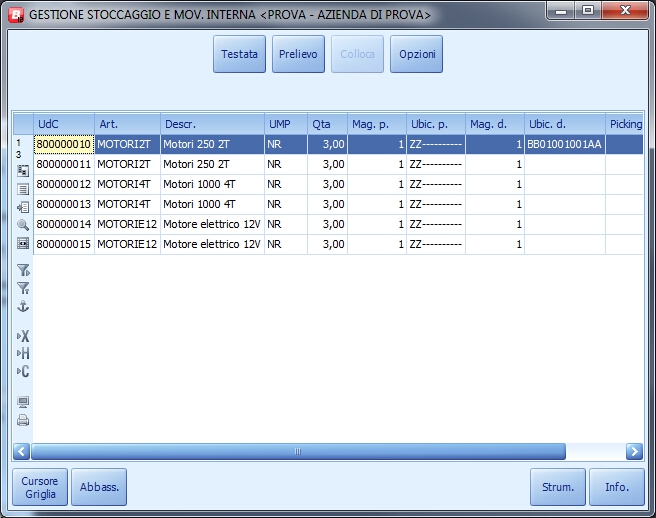 GESTIONE STOCCAGGIO E MOV. INTERNA <PROVA - AZIENDA DI PROVA>
Testata Prelievo Colloca Opzioni
UdC Art. Descr. UMP Qta Mag. p. Ubic. p. Mag. d. Ubic. d. Picking
1
3
800000010 MOTORI2T Motori 250 2T NR 3,00 1 ZZ---------- 1 BB01001001AA
800000011 MOTORI2T Motori 250 2T NR 3,00 1 ZZ---------- 1
800000012 MOTORI4T Motori 1000 4T NR 3,00 1 ZZ---------- 1
800000013 MOTORI4T Motori 1000 4T NR 3,00 1 ZZ---------- 1
800000014 MOTORIE12 Motore elettrico 12V NR 3,00 1 ZZ---------- 1
800000015 MOTORIE12 Motore elettrico 12V NR 3,00 1 ZZ---------- 1
X
H
C
Cursore Griglia Abbass. Strum. Info.